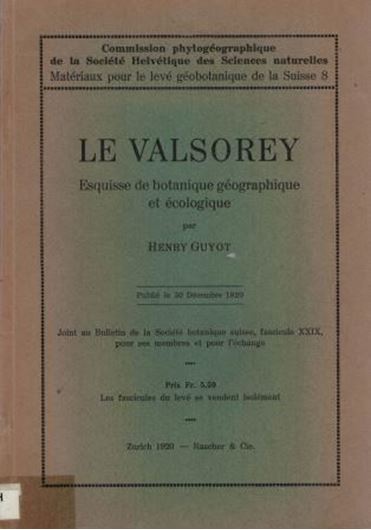 Commission phytogéographique
de la Société Helvétique des Sciences naturelles
Matériaux pour le levé géobotanique de la Suisse 8
LE VALSOREY
Esquisse de botanique géographique
et écologique
par
HENRY GUYOT
Publié le 30 Décembre 1920
Joint au Bulletin de la Société botanique suisse, fascicule XXIX,
pour ses membres et pour l'échange
Prix Fr. 5.50
Les fascicules du levé se vendent isolément
Zurich 1920 — Rascher & Cie.
H